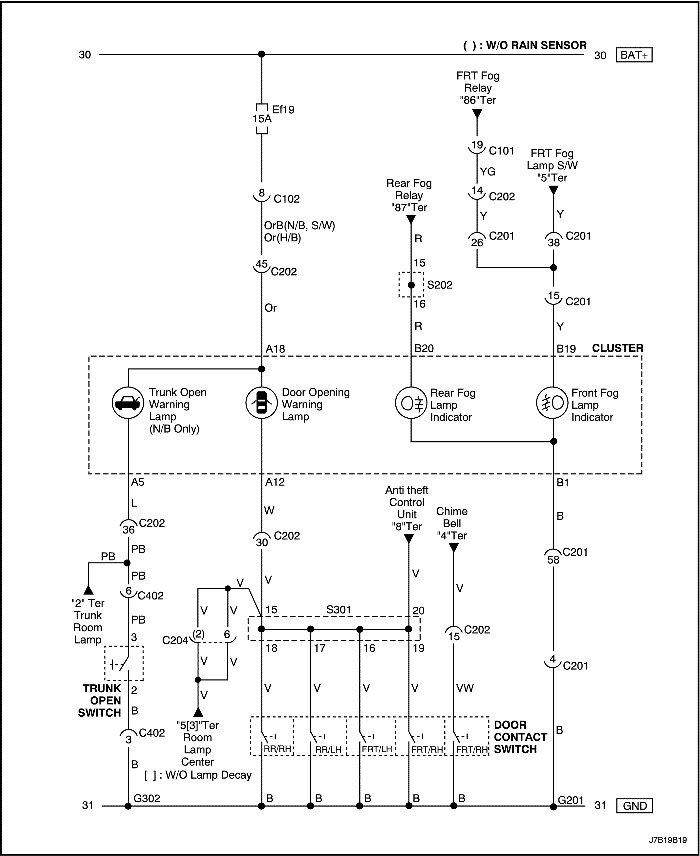 ( ) : W/O RAIN SENSOR
30
30
BAT+
FRT Fog
Relay
"86"Ter
Ef19
15A
19
C101
FRT Fog
Lamp S/W
"5"Ter
YG
Rear Fog
Relay
"87"Ter
8
C102
14
C202
Y
Y
OrB(N/B, S/W)
Or(H/B)
R
26
C201
38
C201
45
C202
15
S202
16
15
C201
Or
R
Y
A18
B20
B19
CLUSTER
Trunk Open
Warning
Lamp
(N/B Only)
Door Opening
Warning
Lamp
Rear Fog
Lamp
Indicator
Front Fog
Lamp
Indicator
A5
A12
B1
L
W
Anti theft
Control
Unit
"8"Ter
Chime
Bell
"4"Ter
B
36
C202
30
C202
PB
PB
58
C201
PB
6
C402
V
V
V
V
"2" Ter
Trunk
Room
Lamp
V
V
15
S301
20
PB
C204
(2)
6
15
C202
3
18
17
16
19
V
V
4
C201
TRUNK
OPEN
SWITCH
2
V
V
V
V
V
VW
B
"5[3]"Ter
Room
Lamp
Center
DOOR
CONTACT
SWITCH
3
C402
RR/RH
RR/LH
FRT/LH
FRT/RH
FRT/RH
B
B
[ ] : W/O Lamp Decay
31
G302
B
B
B
B
B
G201
31
GND
J7B19B19